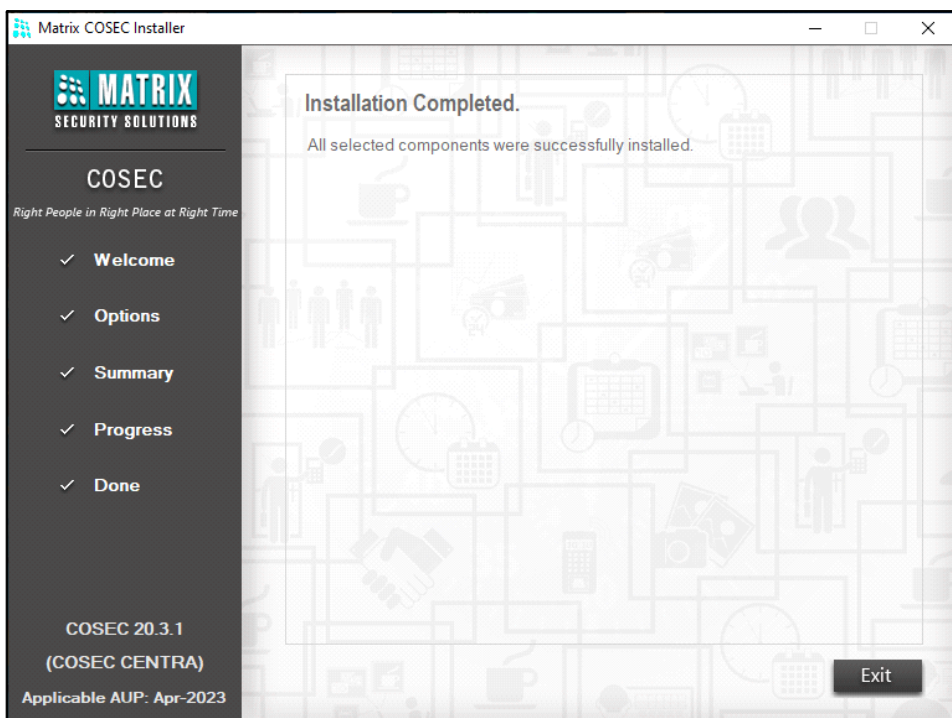 Matrix COSEC Installer
MATRIX
SECURITY SOLUTIONS
COSEC
Right People in Right Place at Right Time
Welcome
Options
Summary
Progress
Done
COSEC 20.3.1
(COSEC CENTRA)
Applicable AUP: Apr-2023
Installation Completed.
All selected components were successfully installed.
24
24
Exit